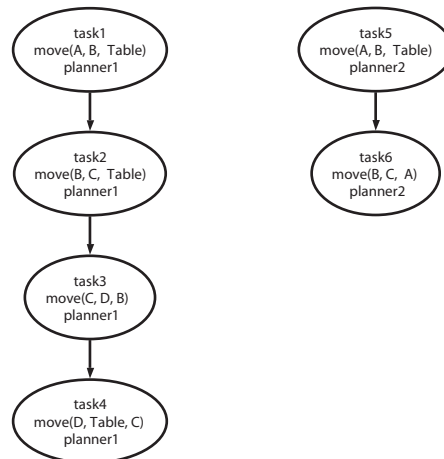 task1
move(A, B, Table)
planner1
task2
move(B, C, Table)
planner1
task3
move(C, D, B)
planner1
task4
move(D, Table, C)
planner1
task5
move(A, B, Table)
planner2
task6
move(B, C, A)
planner2